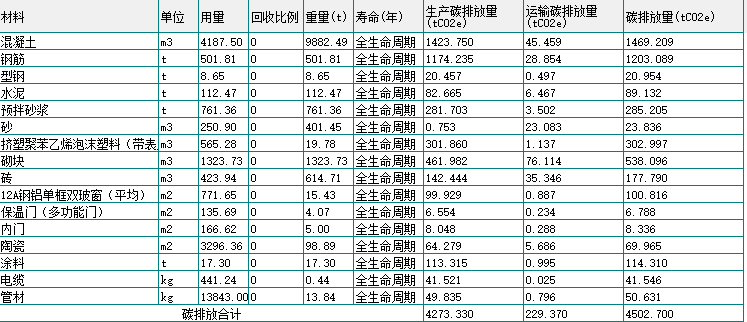 材料 单位 用量 回收比例 重量(t) 寿命(年) 生产碳排放量(tCO2e) 运输碳排放量(tCO2e) 碳排放量(tCO2e)
混凝土 m3 4187.50 0 9882.49 全生命周期 1423.750 45.459 1469.209
钢筋 t 501.81 0 501.81 全生命周期 1174.235 28.854 1203.089
型钢 t 8.65 0 8.65 全生命周期 20.457 0.497 20.954
水泥 t 112.47 0 112.47 全生命周期 82.665 6.467 89.132
预拌砂浆 t 761.36 0 761.36 全生命周期 281.703 3.502 285.205
砂 m3 250.90 0 401.45 全生命周期 0.753 23.083 23.836
挤塑聚苯乙烯泡沫塑料（带表 m3 565.28 0 19.78 全生命周期 301.860 1.137 302.997
砌块 m3 1323.73 0 1323.73 全生命周期 461.982 76.114 538.096
砖 m3 423.94 0 614.71 全生命周期 142.444 35.346 177.790
12A钢铝单框双玻窗（平均） m2 771.65 0 15.43 全生命周期 99.929 0.887 100.816
保温门（多功能门） m2 135.69 0 4.07 全生命周期 6.554 0.234 6.788
内门 m2 166.62 0 5.00 全生命周期 8.048 0.288 8.336
陶瓷 m2 3296.36 0 98.89 全生命周期 64.279 5.686 69.965
涂料 t 17.30 0 17.30 全生命周期 113.315 0.995 114.310
电缆 kg 441.24 0 0.44 全生命周期 41.521 0.025 41.546
管材 kg 13843.00 0 13.84 全生命周期 49.835 0.796 50.631
碳排放合计 4273.330 229.370 4502.700